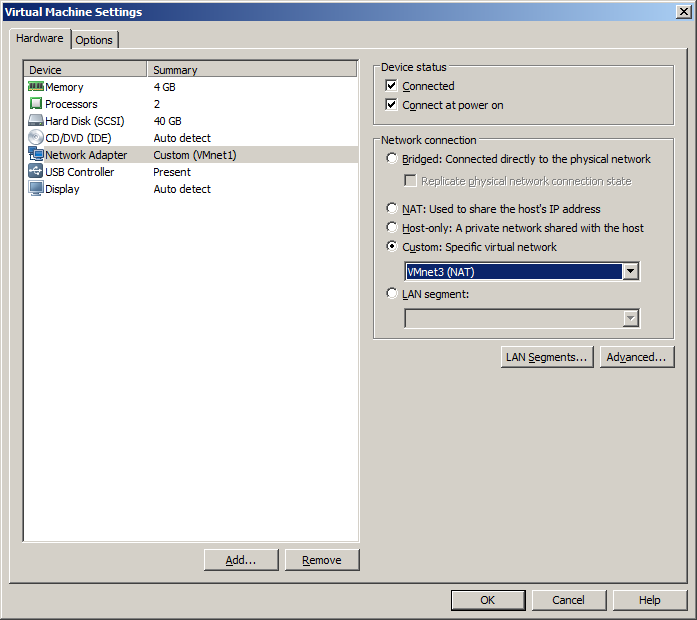 Virtual Machine Settings
Hardware
Options
Device Summary
Memory 4 GB
Processors 2
Hard Disk (SCSI) 40 GB
CD/DVD (IDE) Auto detect
Network Adapter Custom (VMnet1)
USB Controller Present
Display Auto detect
Add...
Remove
Device status
Connected
Connect at power on
Network connection
Bridged: Connected directly to the physical network
Replicate physical network connection state
NAT: Used to share the host's IP address
Host-only: A private network shared with the host
Custom: Specific virtual network
VMnet3 (NAT)
LAN segment:
LAN Segments...
Advanced...
OK
Cancel
Help